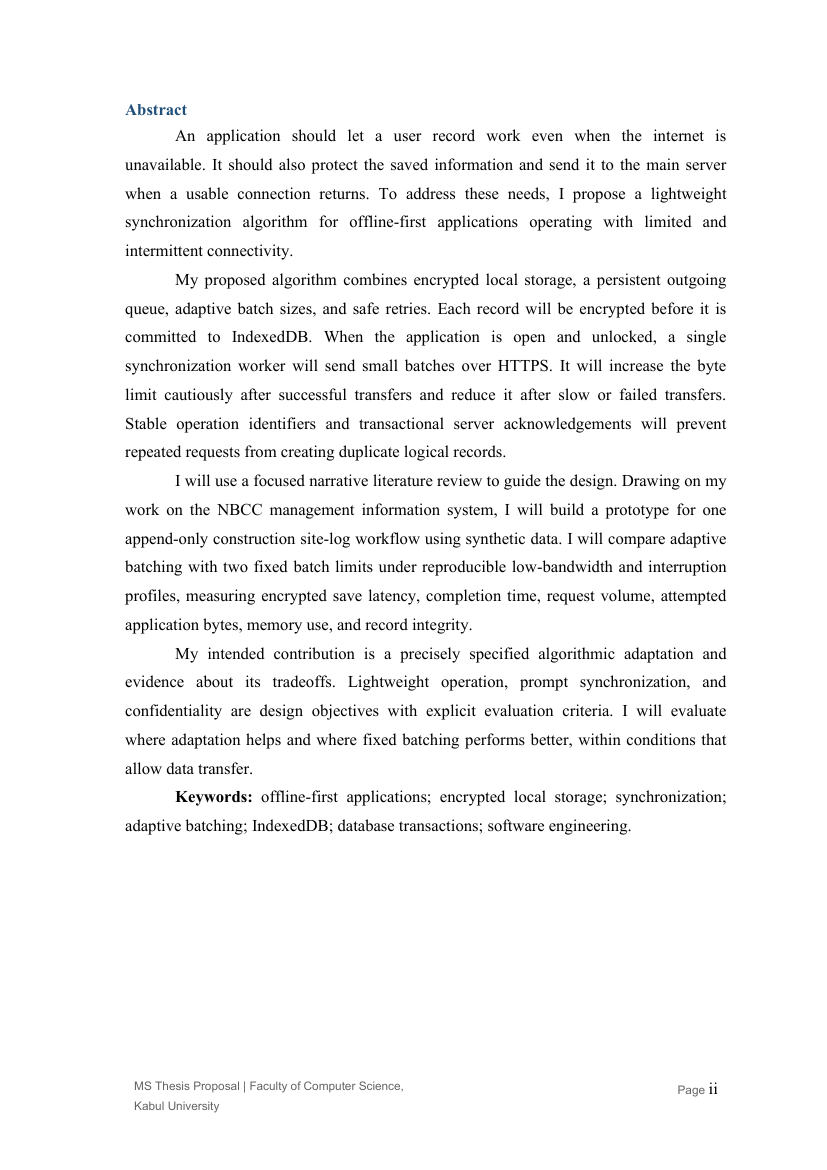 Abstract
An application should let a user record work even when the internet is
unavailable. It should also protect the saved information and send it to the main server
when a usable connection returns. To address these needs, I propose a lightweight
synchronization algorithm for offline-first applications operating with limited and
intermittent connectivity.
My proposed algorithm combines encrypted local storage, a persistent outgoing
queue, adaptive batch sizes, and safe retries. Each record will be encrypted before it is
committed to IndexedDB. When the application is open and unlocked, a single
synchronization worker will send small batches over HTTPS. It will increase the byte
limit cautiously after successful transfers and reduce it after slow or failed transfers.
Stable operation identifiers and transactional server acknowledgements will prevent
repeated requests from creating duplicate logical records.
I will use a focused narrative literature review to guide the design. Drawing on my
work on the NBCC management information system, I will build a prototype for one
append-only construction site-log workflow using synthetic data. I will compare adaptive
batching with two fixed batch limits under reproducible low-bandwidth and interruption
profiles, measuring encrypted save latency, completion time, request volume, attempted
application bytes, memory use, and record integrity.
My intended contribution is a precisely specified algorithmic adaptation and
evidence about its tradeoffs. Lightweight operation, prompt synchronization, and
confidentiality are design objectives with explicit evaluation criteria. I will evaluate
where adaptation helps and where fixed batching performs better, within conditions that
allow data transfer.
Keywords: offline-first applications; encrypted local storage; synchronization;
adaptive batching; IndexedDB; database transactions; software engineering.
MS Thesis Proposal | Faculty of Computer Science,
Kabul University
Page ii